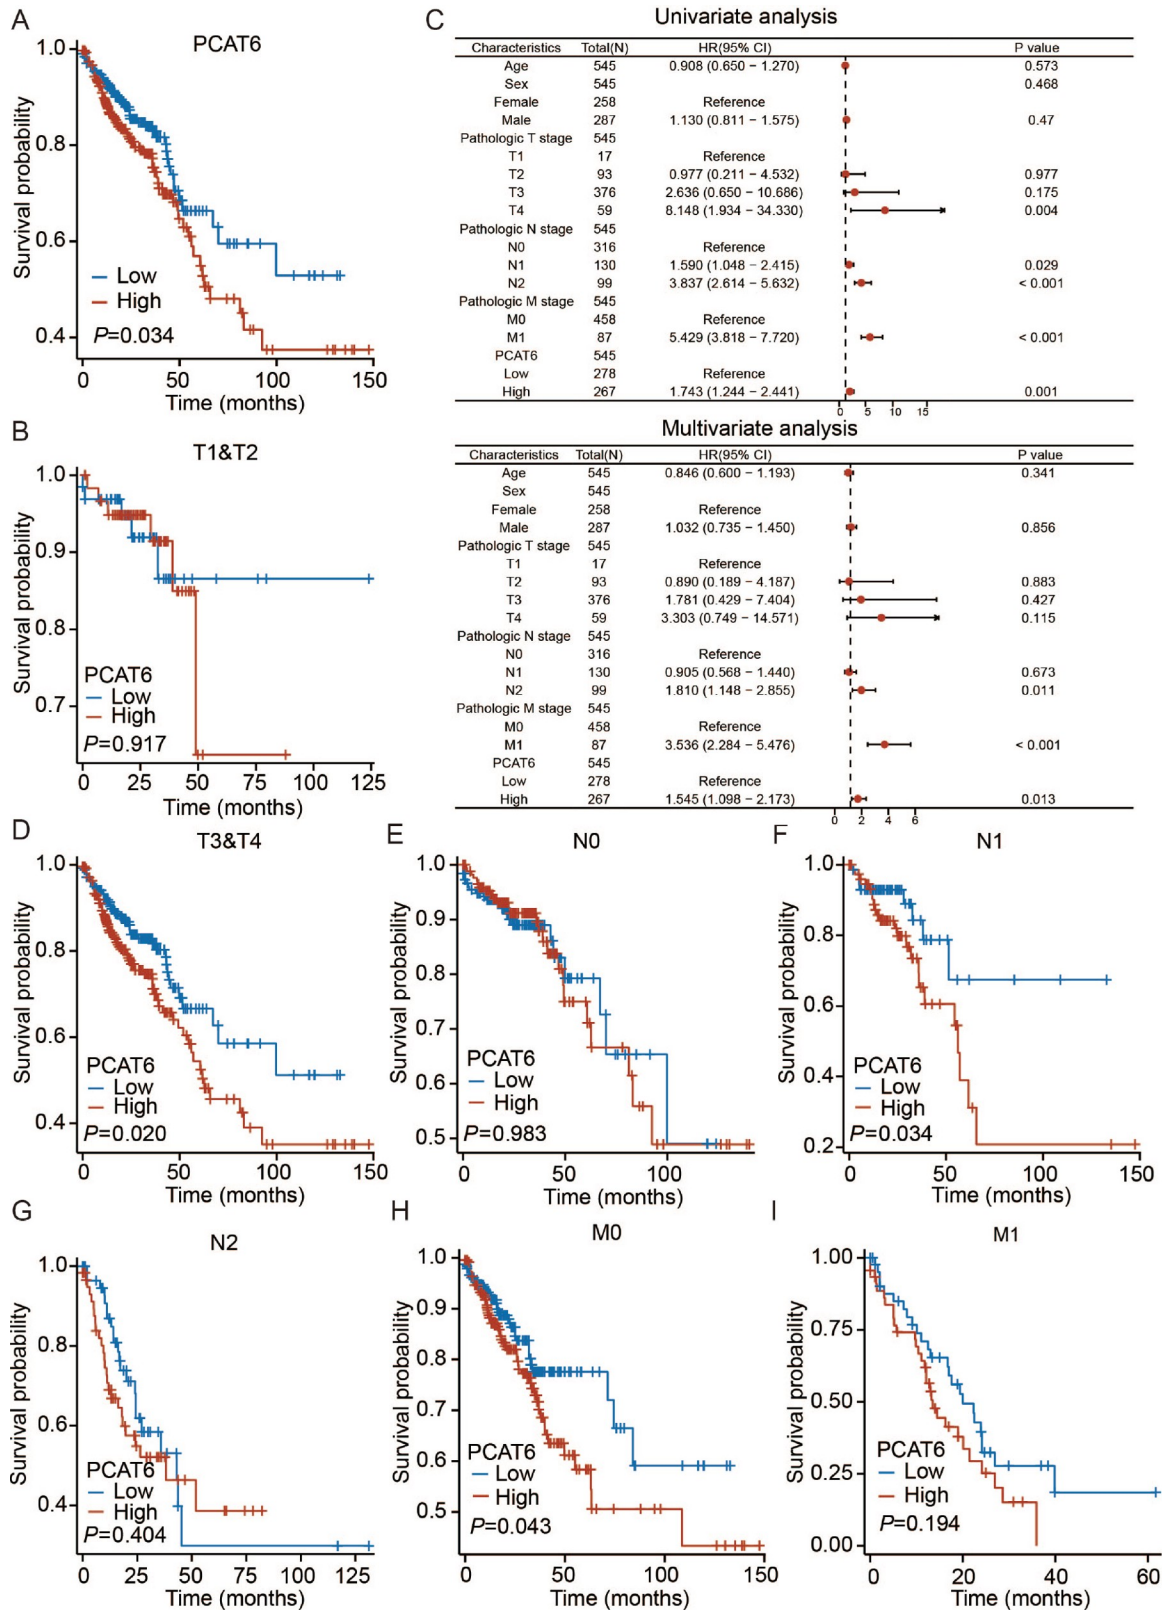 A
PCAT6
1.0
0.8
0.6
0.4
Survival probability
Low
High
P=0.034
0 50 100 150
Time (months)
B
T1&T2
1.0
0.9
0.8
0.7
Survival probability
PCAT6
Low
High
P=0.917
0 25 50 75 100 125
Time (months)
C
Univariate analysis
Characteristics Total(N) HR(95% CI) P value
Age 545 0.908 (0.650 − 1.270) 0.573
Sex 545 0.468
Female 258 Reference
Male 287 1.130 (0.811 − 1.575) 0.47
Pathologic T stage 545
T1 17 Reference
T2 93 0.977 (0.211 − 4.532) 0.977
T3 376 2.636 (0.650 − 10.686) 0.175
T4 59 8.148 (1.934 − 34.330) 0.004
Pathologic N stage 545
N0 316 Reference
N1 130 1.590 (1.048 − 2.415) 0.029
N2 99 3.837 (2.614 − 5.632) < 0.001
Pathologic M stage 545
M0 458 Reference
M1 87 5.429 (3.818 − 7.720) < 0.001
PCAT6 545
Low 278 Reference
High 267 1.743 (1.244 − 2.441) 0.001
0 5 10 15
Multivariate analysis
Characteristics Total(N) HR(95% CI) P value
Age 545 0.846 (0.600 − 1.193) 0.341
Sex 545
Female 258 Reference
Male 287 1.032 (0.735 − 1.450) 0.856
Pathologic T stage 545
T1 17 Reference
T2 93 0.890 (0.189 − 4.187) 0.883
T3 376 1.781 (0.429 − 7.404) 0.427
T4 59 3.303 (0.749 − 14.571) 0.115
Pathologic N stage 545
N0 316 Reference
N1 130 0.905 (0.568 − 1.440) 0.673
N2 99 1.810 (1.148 − 2.855) 0.011
Pathologic M stage 545
M0 458 Reference
M1 87 3.536 (2.284 − 5.476) < 0.001
PCAT6 545
Low 278 Reference
High 267 1.545 (1.098 − 2.173) 0.013
0 2 4 6
D
T3&T4
1.0
0.8
0.6
0.4
Survival probability
PCAT6
Low
High
P=0.020
0 50 100 150
Time (months)
E
N0
1.0
0.9
0.8
0.7
0.6
0.5
Survival probability
PCAT6
Low
High
P=0.983
0 50 100
Time (months)
F
N1
1.0
0.8
0.6
0.4
0.2
Survival probability
PCAT6
Low
High
P=0.034
0 50 100 150
Time (months)
G
N2
1.0
0.8
0.6
0.4
Survival probability
PCAT6
Low
High
P=0.404
0 25 50 75 100 125
Time (months)
H
M0
1.0
0.9
0.8
0.7
0.6
0.5
Survival probability
PCAT6
Low
High
P=0.043
0 50 100 150
Time (months)
I
M1
1.00
0.75
0.50
0.25
0.00
Survival probability
PCAT6
Low
High
P=0.194
0 20 40 60
Time (months)